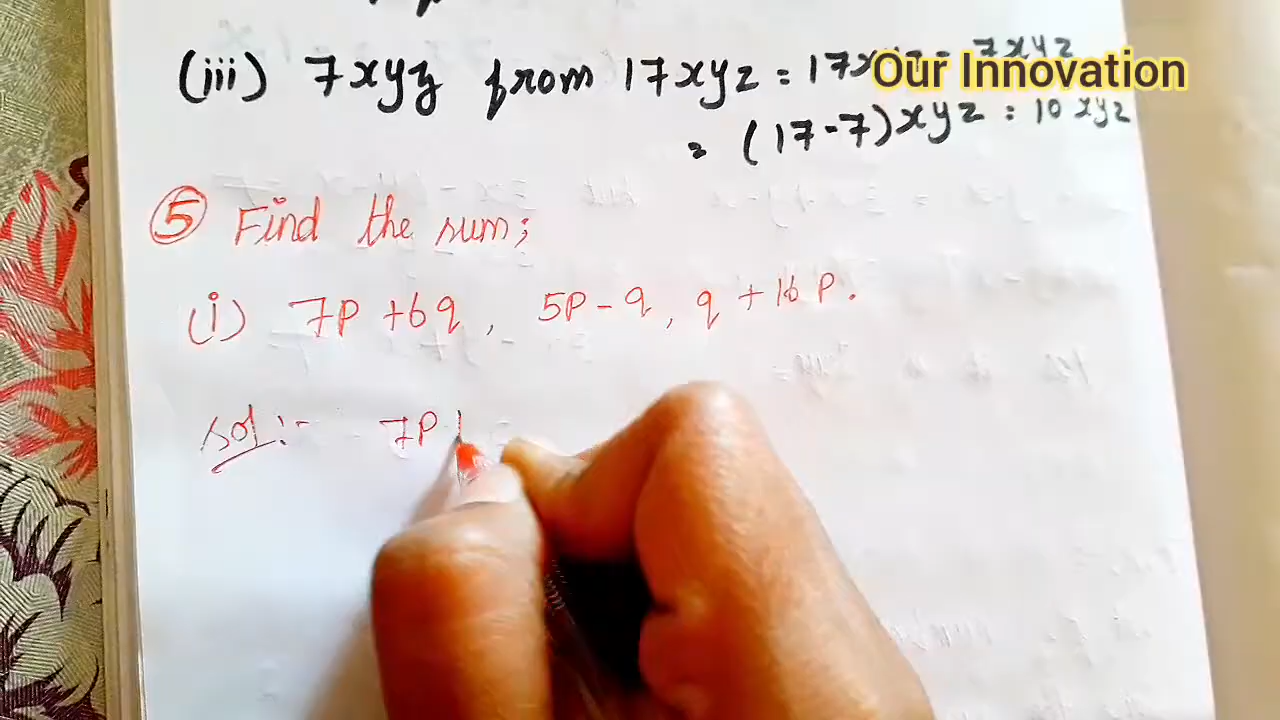 (iii) 7xyz from 17xyz = 17xyz - 7xyz
Our Innovation
= (17-7)xyz = 10xyz
⑤ Find the sum;
(i) 7p + 6q , 5p - q , q + 16p.
Sol:- 7p